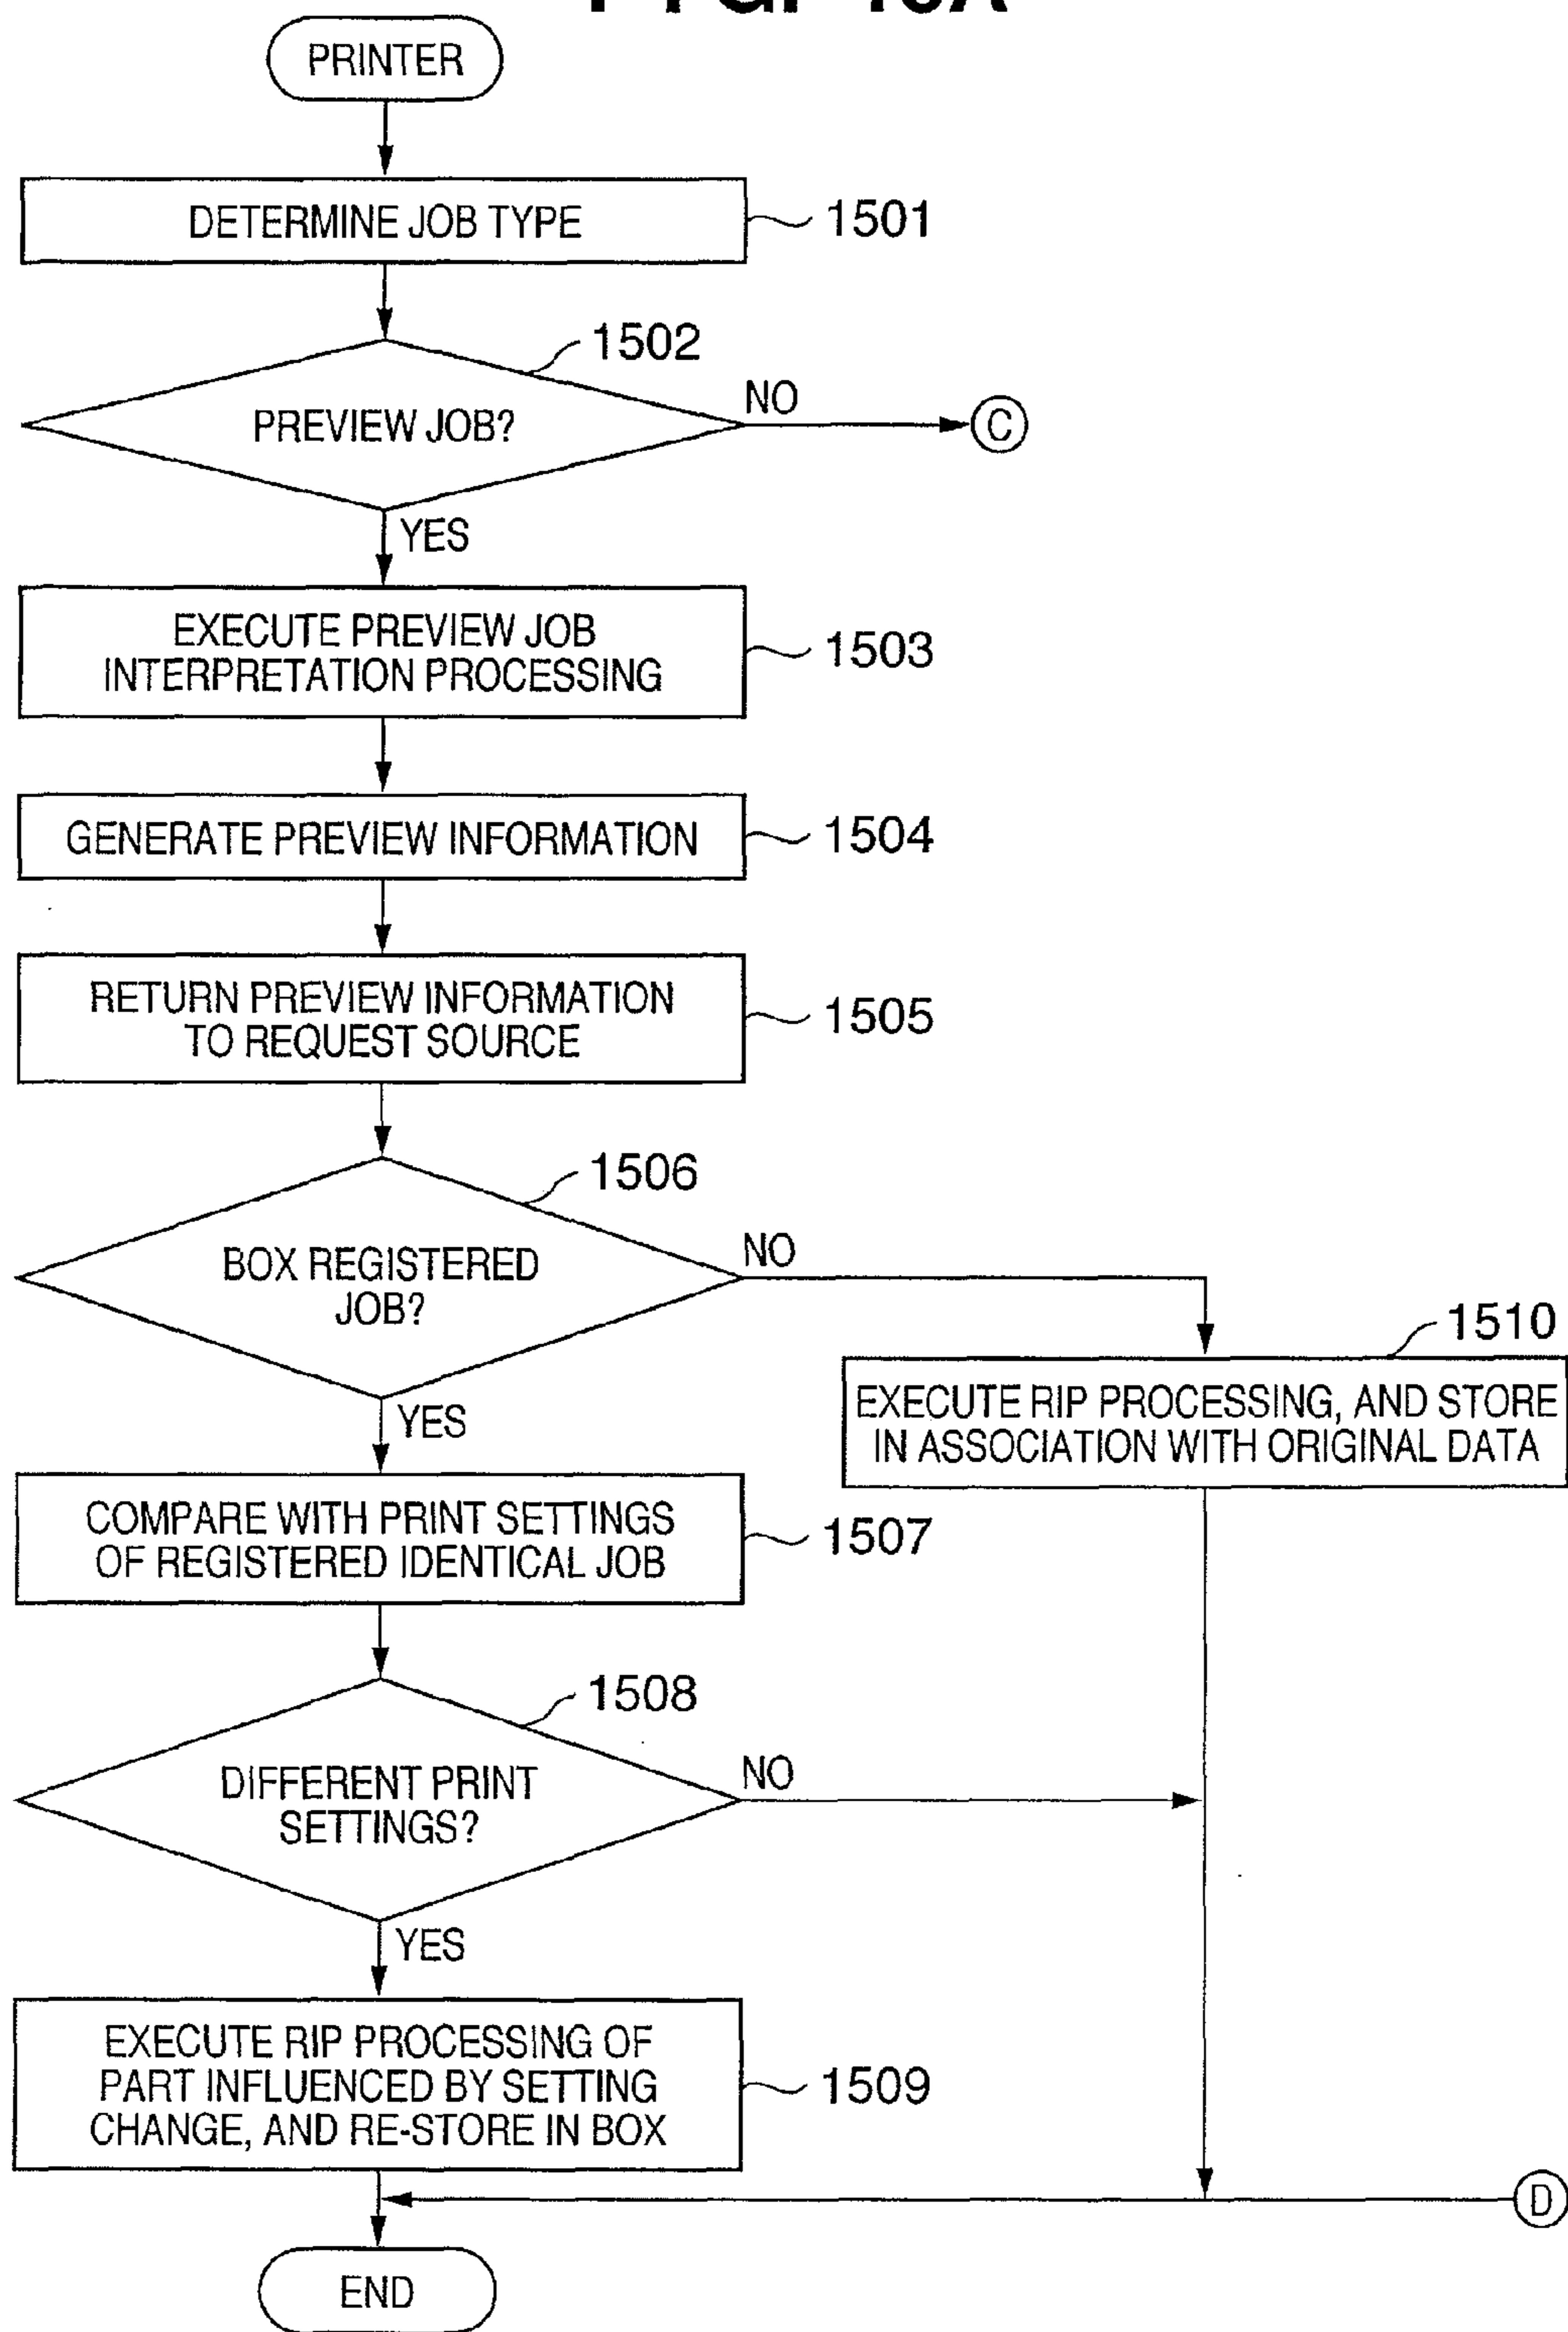 PRINTER
DETERMINE JOB TYPE
1501
1502
PREVIEW JOB?
NO
C
YES
EXECUTE PREVIEW JOB
INTERPRETATION PROCESSING
1503
GENERATE PREVIEW INFORMATION
1504
RETURN PREVIEW INFORMATION
TO REQUEST SOURCE
1505
1506
BOX REGISTERED
JOB?
NO
1510
EXECUTE RIP PROCESSING, AND STORE
IN ASSOCIATION WITH ORIGINAL DATA
YES
COMPARE WITH PRINT SETTINGS
OF REGISTERED IDENTICAL JOB
1507
1508
DIFFERENT PRINT
SETTINGS?
NO
YES
EXECUTE RIP PROCESSING OF
PART INFLUENCED BY SETTING
CHANGE, AND RE-STORE IN BOX
1509
D
END